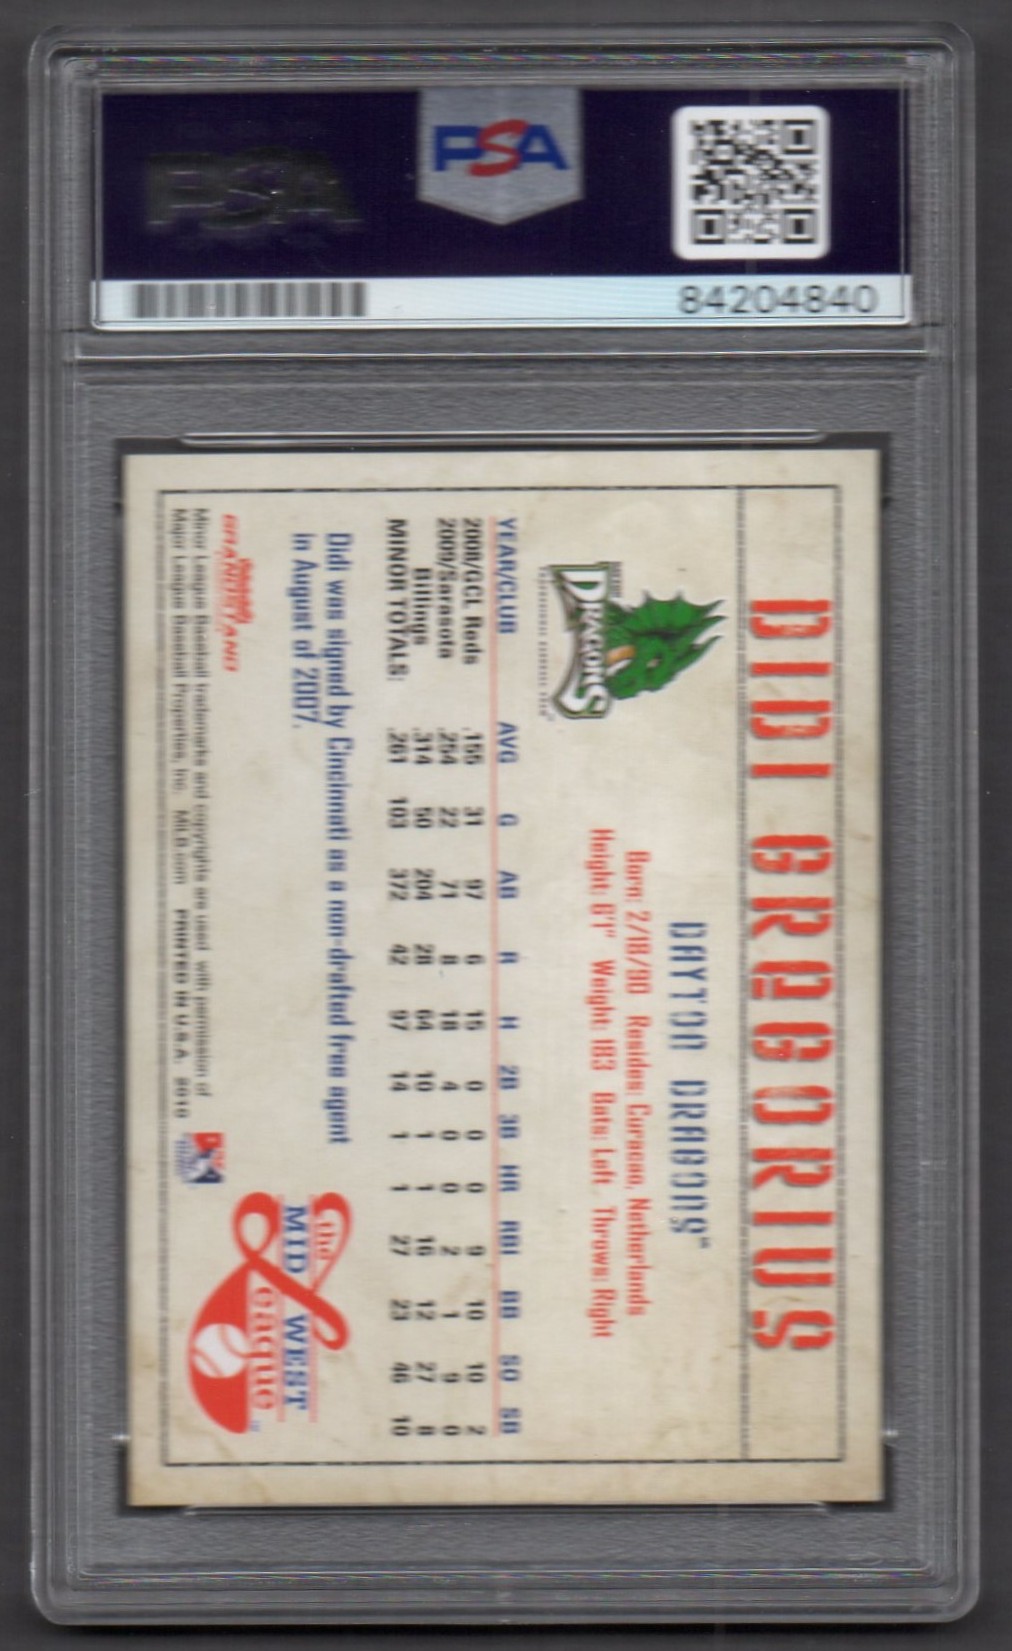 PSA
PSA
84204840
DIDI GREGORIUS
DAYTON DRAGONS™
Born: 2/18/90 Resides: Curacao, Netherlands
Height: 6'1" Weight: 183 Bats: Left Throws: Right
DRAGONS
YEAR/CLUB AVG G AB R H 2B 3B HR RBI BB SO SB
2008/GCL Reds .155 31 97 6 15 0 0 0 9 10 10 2
2009/Sarasota .254 22 71 8 18 4 0 0 2 1 9 0
Billings .314 50 204 28 64 10 1 1 16 12 27 8
MINOR TOTALS: .261 103 372 42 97 14 1 1 27 23 46 10
Didi was signed by Cincinnati as a non-drafted free agent
in August of 2007.
the
MIDWEST
League
GRANDSTAND
Minor League Baseball trademarks and copyrights are used with permission of
Major League Baseball Properties, Inc. MLB.com PRINTED IN U.S.A.